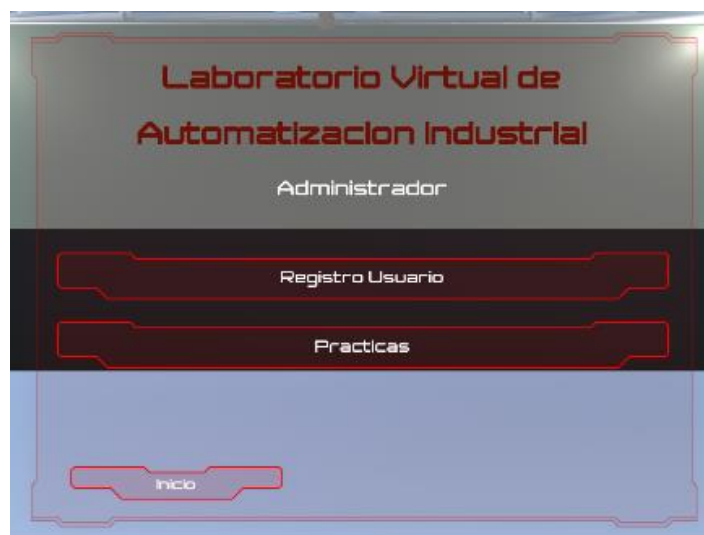 Laboratorio Virtual de
Automatizacion Industrial
Administrador
Registro Usuario
Practicas
Inicio